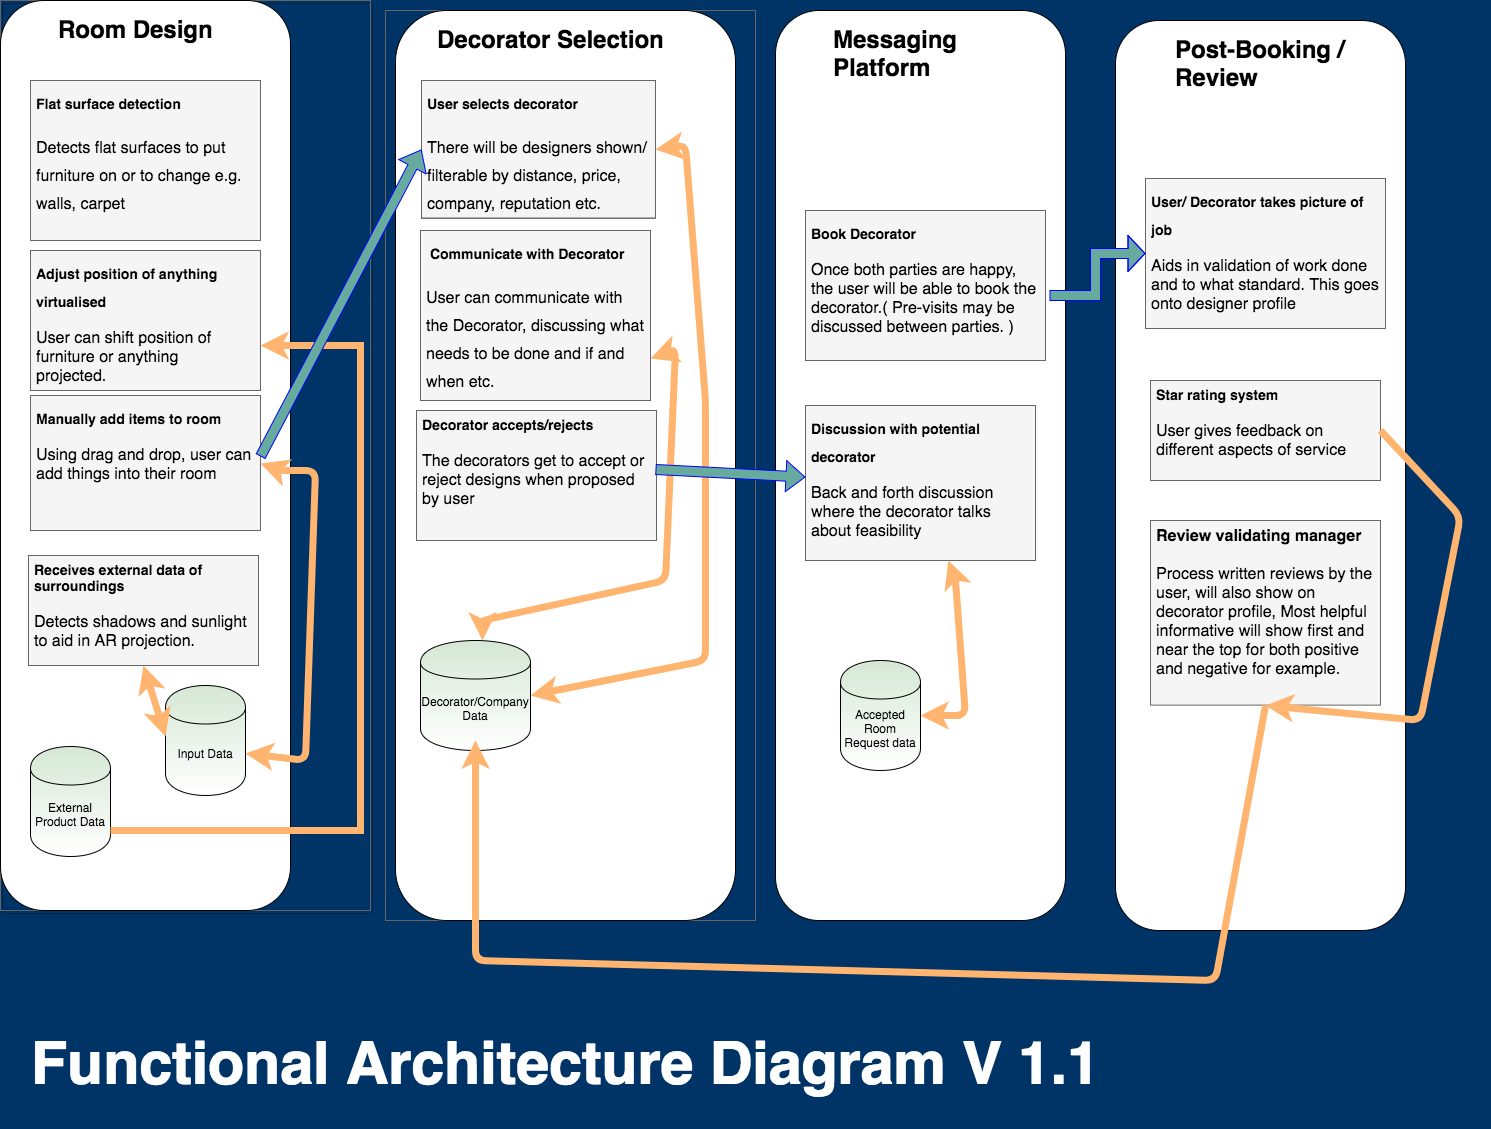 Room Design
Flat surface detection
Detects flat surfaces to put
furniture on or to change e.g.
walls, carpet
Adjust position of anything
virtualised
User can shift position of
furniture or anything
projected.
Manually add items to room
Using drag and drop, user can
add things into their room
Receives external data of
surroundings
Detects shadows and sunlight
to aid in AR projection.
Input Data
External
Product Data
Decorator Selection
User selects decorator
There will be designers shown/
filterable by distance, price,
company, reputation etc.
Communicate with Decorator
User can communicate with
the Decorator, discussing what
needs to be done and if and
when etc.
Decorator accepts/rejects
The decorators get to accept or
reject designs when proposed
by user
Decorator/Company
Data
Messaging
Platform
Book Decorator
Once both parties are happy,
the user will be able to book the
decorator.( Pre-visits may be
discussed between parties. )
Discussion with potential
decorator
Back and forth discussion
where the decorator talks
about feasibility
Accepted
Room
Request data
Post-Booking /
Review
User/ Decorator takes picture of
job
Aids in validation of work done
and to what standard. This goes
onto designer profile
Star rating system
User gives feedback on
different aspects of service
Review validating manager
Process written reviews by the
user, will also show on
decorator profile, Most helpful
informative will show first and
near the top for both positive
and negative for example.
Functional Architecture Diagram V 1.1